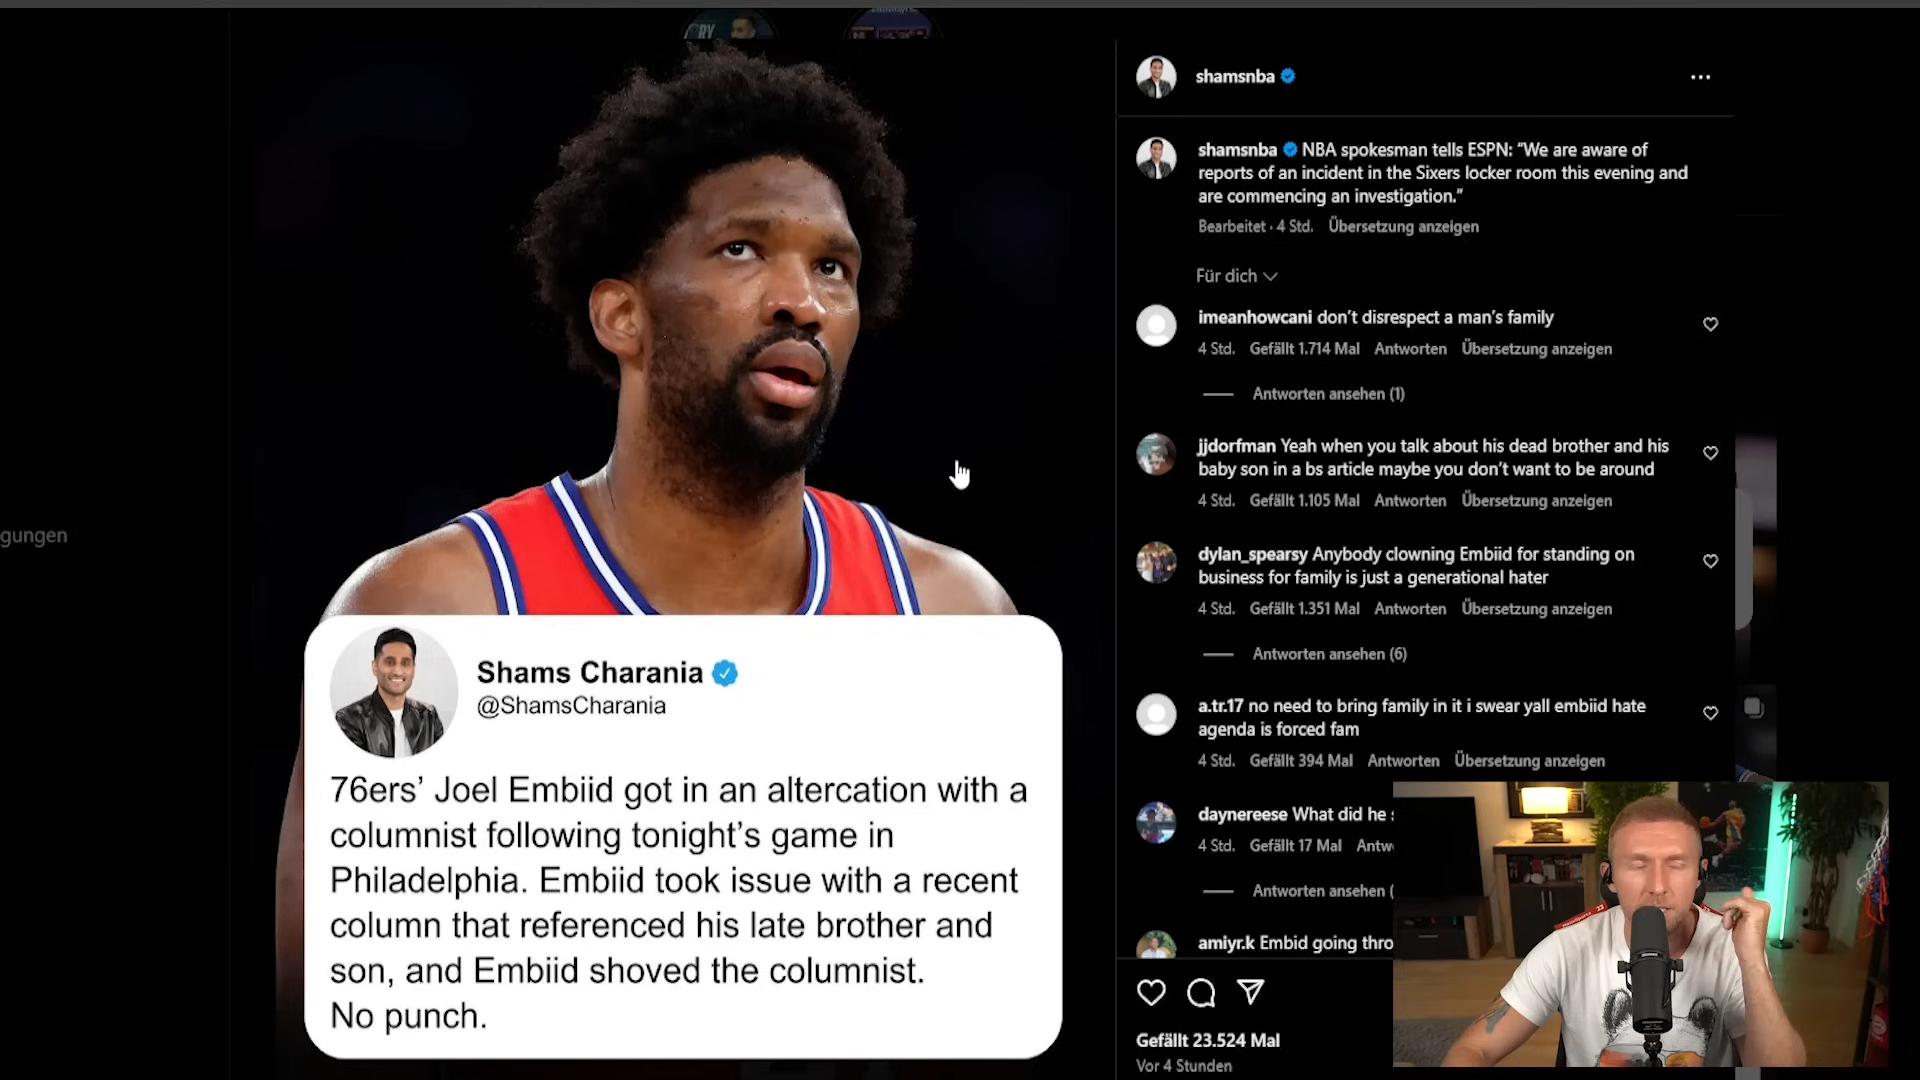 RY
gungen
Shams Charania
@ShamsCharania
76ers’ Joel Embiid got in an altercation with a
columnist following tonight’s game in
Philadelphia. Embiid took issue with a recent
column that referenced his late brother and
son, and Embiid shoved the columnist.
No punch.
shamsnba
shamsnba NBA spokesman tells ESPN: “We are aware of
reports of an incident in the Sixers locker room this evening and
are commencing an investigation.”
Bearbeitet · 4 Std. Übersetzung anzeigen
Für dich
imeanhowcani don’t disrespect a man’s family
4 Std. Gefällt 1.714 Mal Antworten Übersetzung anzeigen
Antworten ansehen (1)
jjdorfman Yeah when you talk about his dead brother and his
baby son in a bs article maybe you don’t want to be around
4 Std. Gefällt 1.105 Mal Antworten Übersetzung anzeigen
dylan_spearsy Anybody clowning Embiid for standing on
business for family is just a generational hater
4 Std. Gefällt 1.351 Mal Antworten Übersetzung anzeigen
Antworten ansehen (6)
a.tr.17 no need to bring family in it i swear yall embiid hate
agenda is forced fam
4 Std. Gefällt 394 Mal Antworten Übersetzung anzeigen
daynereese What did he s
4 Std. Gefällt 17 Mal Antw
Antworten ansehen (
amiyr.k Embid going thro
Gefällt 23.524 Mal
Vor 4 Stunden